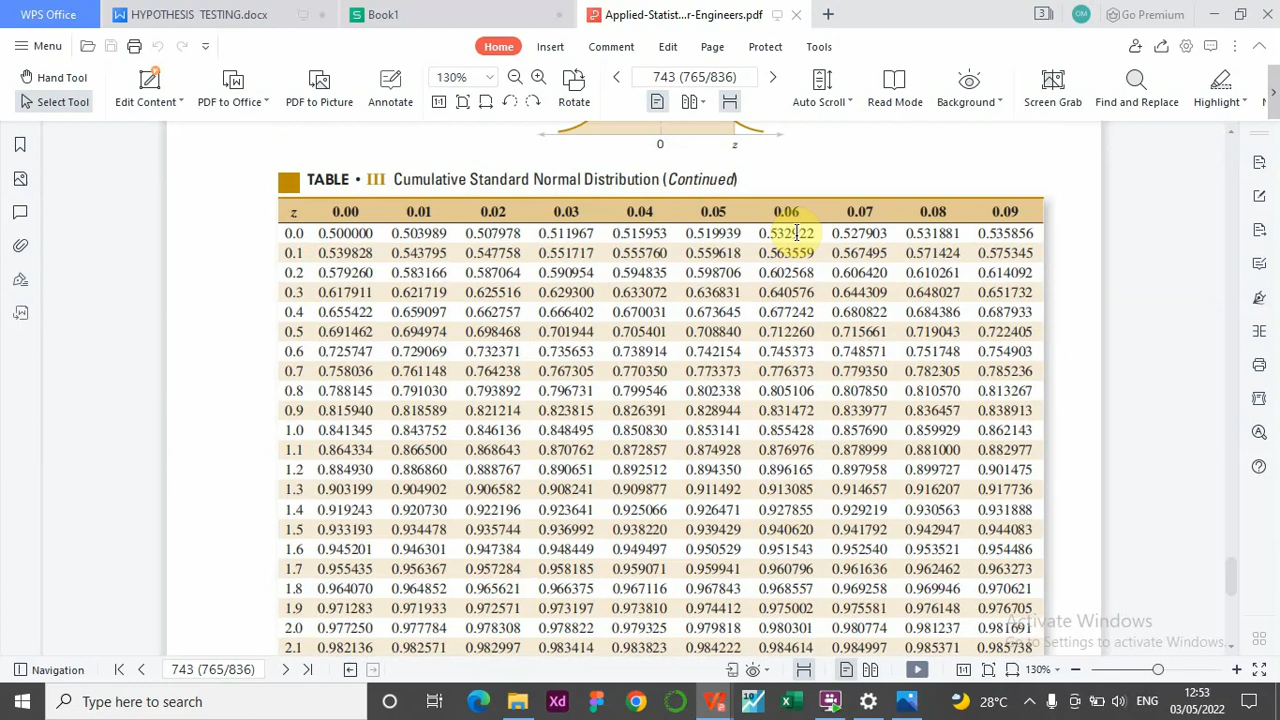 WPS Office HYPOTHESIS TESTING.docx Book1 Applied-Statist...r-Engineers.pdf OM Go Premium
Menu Home Insert Comment Edit Page Protect Tools
Hand Tool 130% 743 (765/836)
Select Tool Edit Content PDF to Office PDF to Picture Annotate Rotate Auto Scroll Read Mode Background Screen Grab Find and Replace Highlight
0 z
TABLE • III Cumulative Standard Normal Distribution (Continued)
z 0.00 0.01 0.02 0.03 0.04 0.05 0.06 0.07 0.08 0.09
0.0 0.500000 0.503989 0.507978 0.511967 0.515953 0.519939 0.532922 0.527903 0.531881 0.535856
0.1 0.539828 0.543795 0.547758 0.551717 0.555760 0.559618 0.563559 0.567495 0.571424 0.575345
0.2 0.579260 0.583166 0.587064 0.590954 0.594835 0.598706 0.602568 0.606420 0.610261 0.614092
0.3 0.617911 0.621719 0.625516 0.629300 0.633072 0.636831 0.640576 0.644309 0.648027 0.651732
0.4 0.655422 0.659097 0.662757 0.666402 0.670031 0.673645 0.677242 0.680822 0.684386 0.687933
0.5 0.691462 0.694974 0.698468 0.701944 0.705401 0.708840 0.712260 0.715661 0.719043 0.722405
0.6 0.725747 0.729069 0.732371 0.735653 0.738914 0.742154 0.745373 0.748571 0.751748 0.754903
0.7 0.758036 0.761148 0.764238 0.767305 0.770350 0.773373 0.776373 0.779350 0.782305 0.785236
0.8 0.788145 0.791030 0.793892 0.796731 0.799546 0.802338 0.805106 0.807850 0.810570 0.813267
0.9 0.815940 0.818589 0.821214 0.823815 0.826391 0.828944 0.831472 0.833977 0.836457 0.838913
1.0 0.841345 0.843752 0.846136 0.848495 0.850830 0.853141 0.855428 0.857690 0.859929 0.862143
1.1 0.864334 0.866500 0.868643 0.870762 0.872857 0.874928 0.876976 0.878999 0.881000 0.882977
1.2 0.884930 0.886860 0.888767 0.890651 0.892512 0.894350 0.896165 0.897958 0.899727 0.901475
1.3 0.903199 0.904902 0.906582 0.908241 0.909877 0.911492 0.913085 0.914657 0.916207 0.917736
1.4 0.919243 0.920730 0.922196 0.923641 0.925066 0.926471 0.927855 0.929219 0.930563 0.931888
1.5 0.933193 0.934478 0.935744 0.936992 0.938220 0.939429 0.940620 0.941792 0.942947 0.944083
1.6 0.945201 0.946301 0.947384 0.948449 0.949497 0.950529 0.951543 0.952540 0.953521 0.954486
1.7 0.955435 0.956367 0.957284 0.958185 0.959071 0.959941 0.960796 0.961636 0.962462 0.963273
1.8 0.964070 0.964852 0.965621 0.966375 0.967116 0.967843 0.968557 0.969258 0.969946 0.970621
1.9 0.971283 0.971933 0.972571 0.973197 0.973810 0.974412 0.975002 0.975581 0.976148 0.976705
2.0 0.977250 0.977784 0.978308 0.978822 0.979325 0.979818 0.980301 0.980774 0.981237
2.1 0.982136 0.982571 0.982997 0.983414 0.983823 0.984222 0.984614 0.984997 0.985371 0.985738
Activate Windows
Go to Settings to activate Windows.
Navigation 743 (765/836) 130%
Type here to search 28°C ENG 12:53
03/05/2022